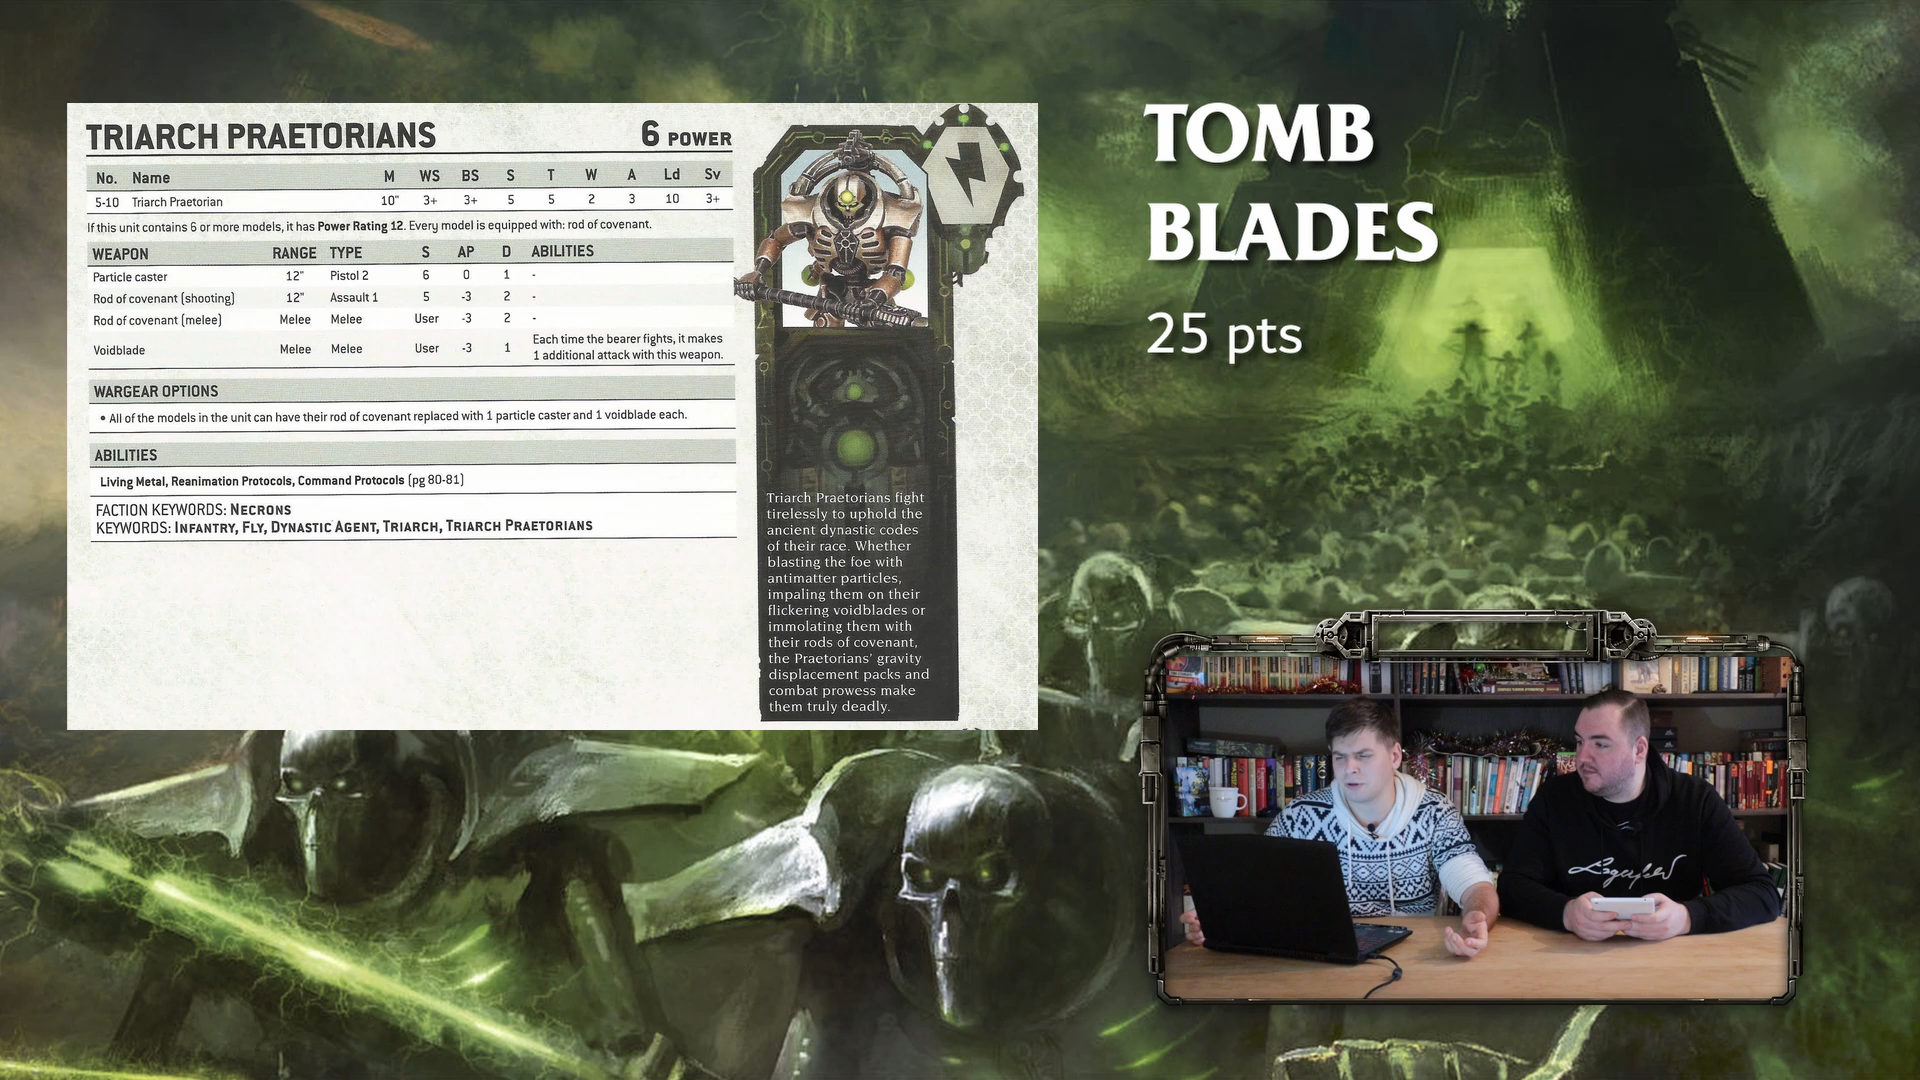 TRIARCH PRAETORIANS 6 POWER
No. Name M WS BS S T W A Ld Sv
5-10 Triarch Praetorian 10" 3+ 3+ 5 5 2 3 10 3+
If this unit contains 6 or more models, it has Power Rating 12. Every model is equipped with: rod of covenant.
WEAPON RANGE TYPE S AP D ABILITIES
Particle caster 12" Pistol 2 6 0 1 -
Rod of covenant (shooting) 12" Assault 1 5 -3 2 -
Rod of covenant (melee) Melee Melee User -3 2 -
Voidblade Melee Melee User -3 1 Each time the bearer fights, it makes
1 additional attack with this weapon.
WARGEAR OPTIONS
• All of the models in the unit can have their rod of covenant replaced with 1 particle caster and 1 voidblade each.
ABILITIES
Living Metal, Reanimation Protocols, Command Protocols (pg 80-81)
FACTION KEYWORDS: NECRONS
KEYWORDS: INFANTRY, FLY, DYNASTIC AGENT, TRIARCH, TRIARCH PRAETORIANS
Triarch Praetorians fight
tirelessly to uphold the
ancient dynastic codes
of their race. Whether
blasting the foe with
antimatter particles,
impaling them on their
flickering voidblades or
immolating them with
their rods of covenant,
the Praetorians' gravity
displacement packs and
combat prowess make
them truly deadly.
TOMB
BLADES
25 pts